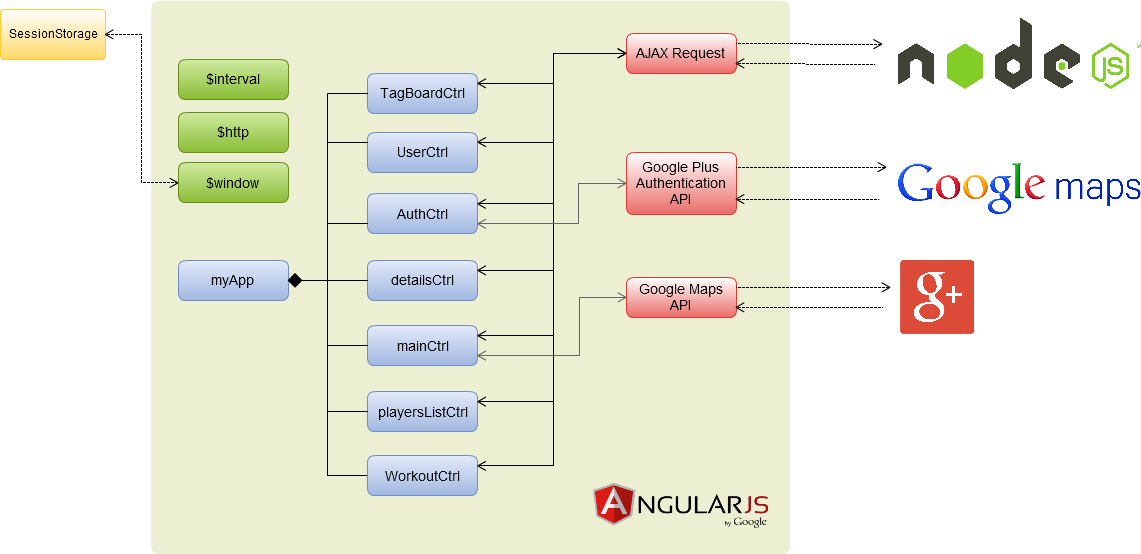 SessionStorage
$interval
$http
$window
myApp
TagBoardCtrl
UserCtrl
AuthCtrl
detailsCtrl
mainCtrl
playersListCtrl
WorkoutCtrl
AJAX Request
Google Plus
Authentication
API
Google Maps
API
node
JS
Google maps
g+
ANGULARJS
by Google